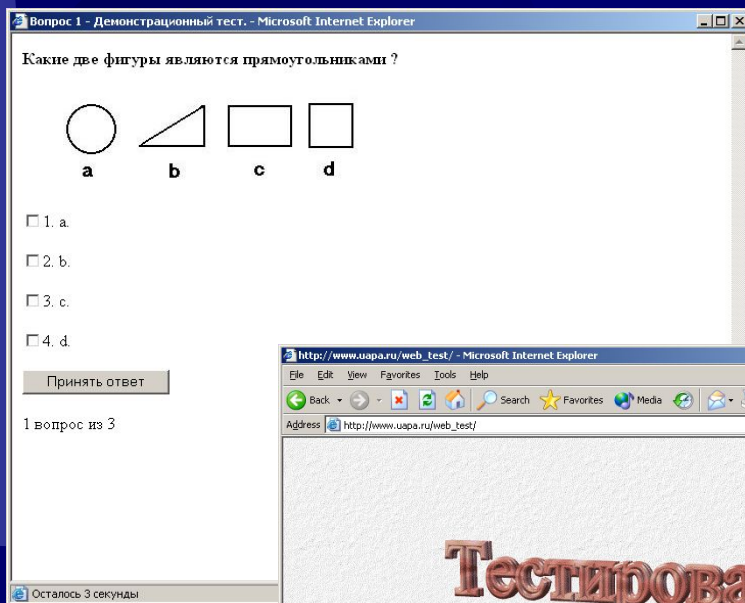 Вопрос 1 - Демонстрационный тест. - Microsoft Internet Explorer
Какие две фигуры являются прямоугольниками ?
a b c d
1. a.
2. b.
3. c.
4. d.
Принять ответ
1 вопрос из 3
Осталось 3 секунды
http://www.uapa.ru/web_test/ - Microsoft Internet Explorer
File Edit View Favorites Tools Help
Back Search Favorites Media
Address http://www.uapa.ru/web_test/
Тестирова